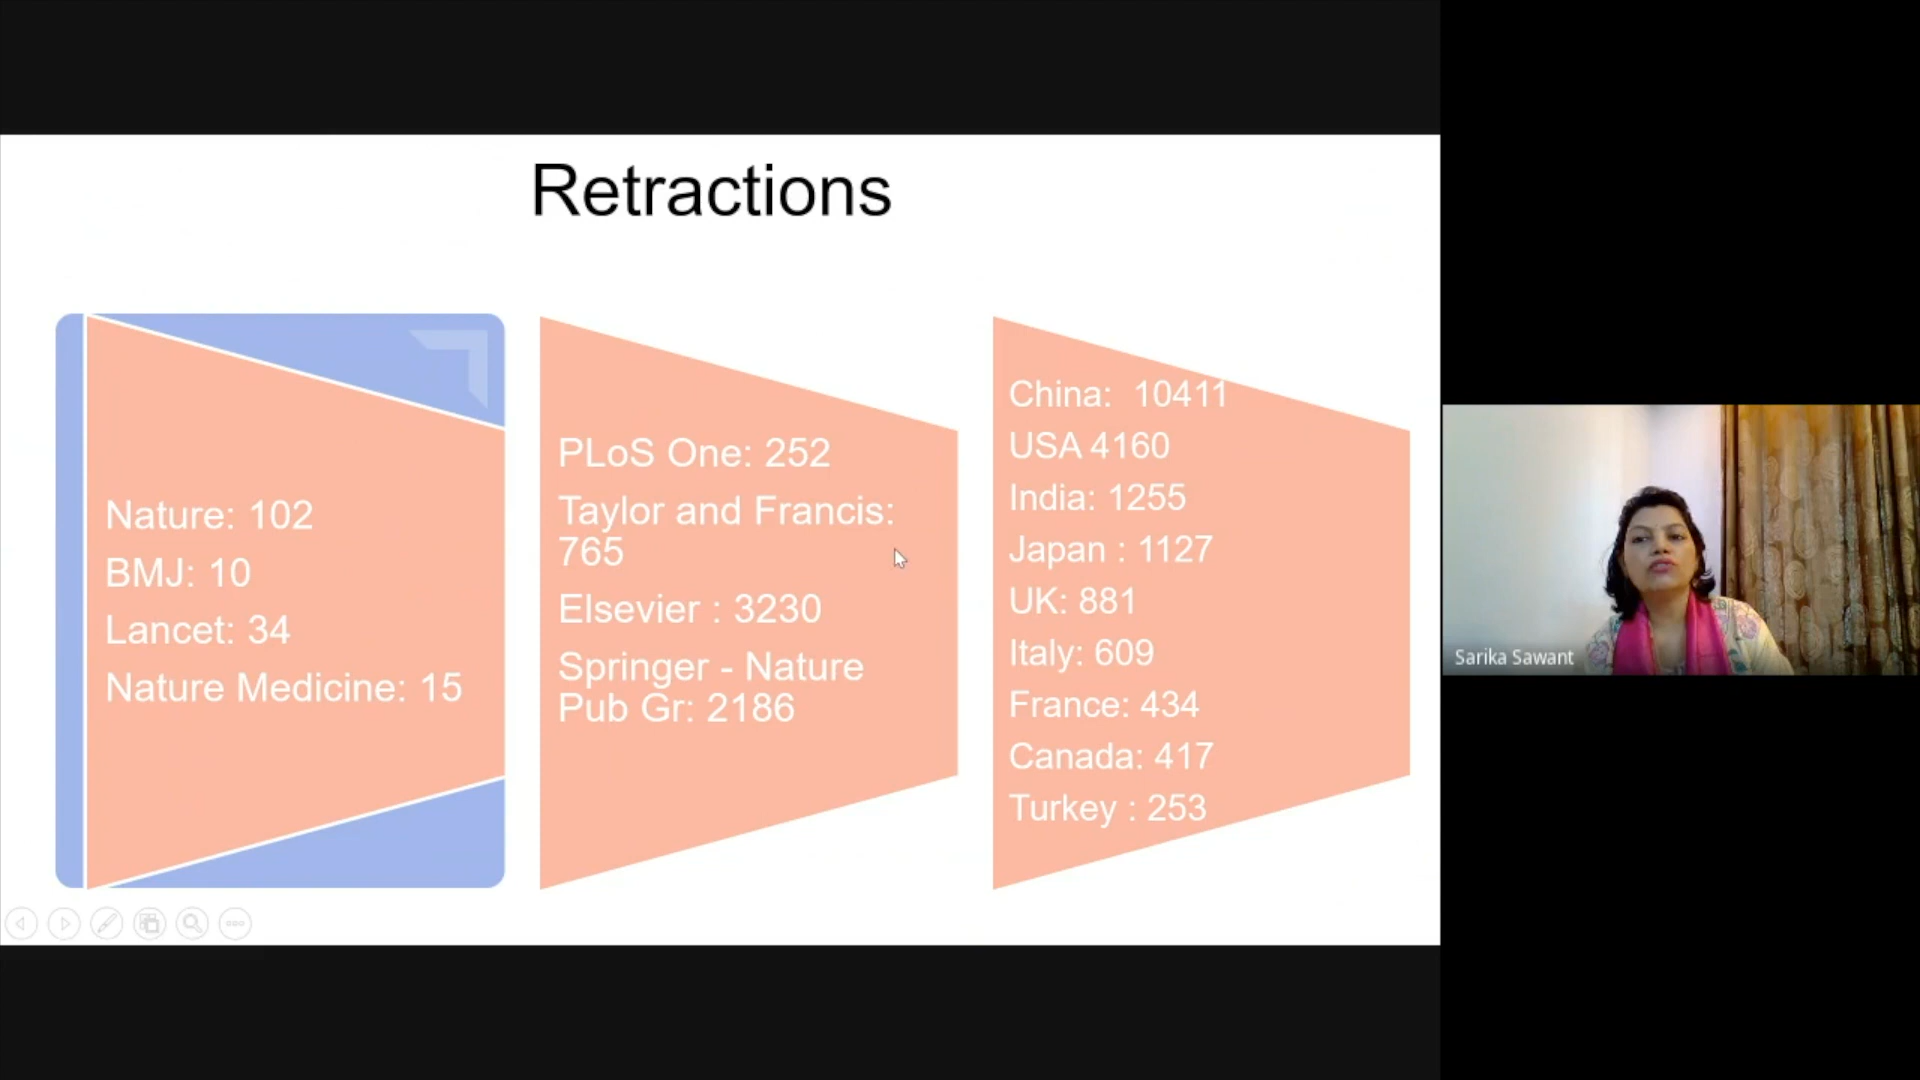 Retractions
Nature: 102
BMJ: 10
Lancet: 34
Nature Medicine: 15
PLoS One: 252
Taylor and Francis:
765
Elsevier : 3230
Springer - Nature
Pub Gr: 2186
China:  10411
USA 4160
India: 1255
Japan : 1127
UK: 881
Italy: 609
France: 434
Canada: 417
Turkey : 253
Sarika Sawant